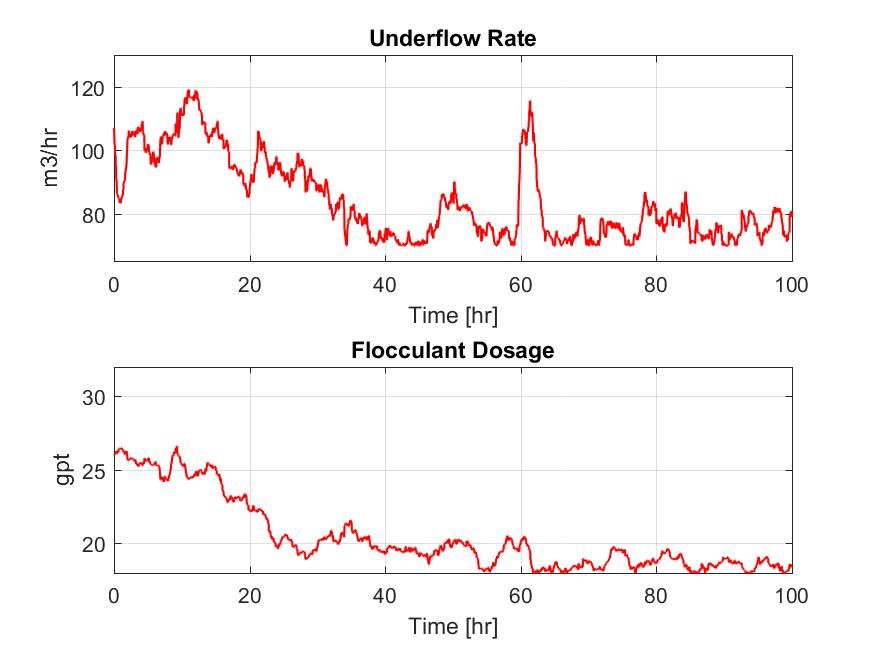 Underflow Rate
120
100
80
m3/hr
0 20 40 60 80 100
Time [hr]
Flocculant Dosage
30
25
20
gpt
0 20 40 60 80 100
Time [hr]